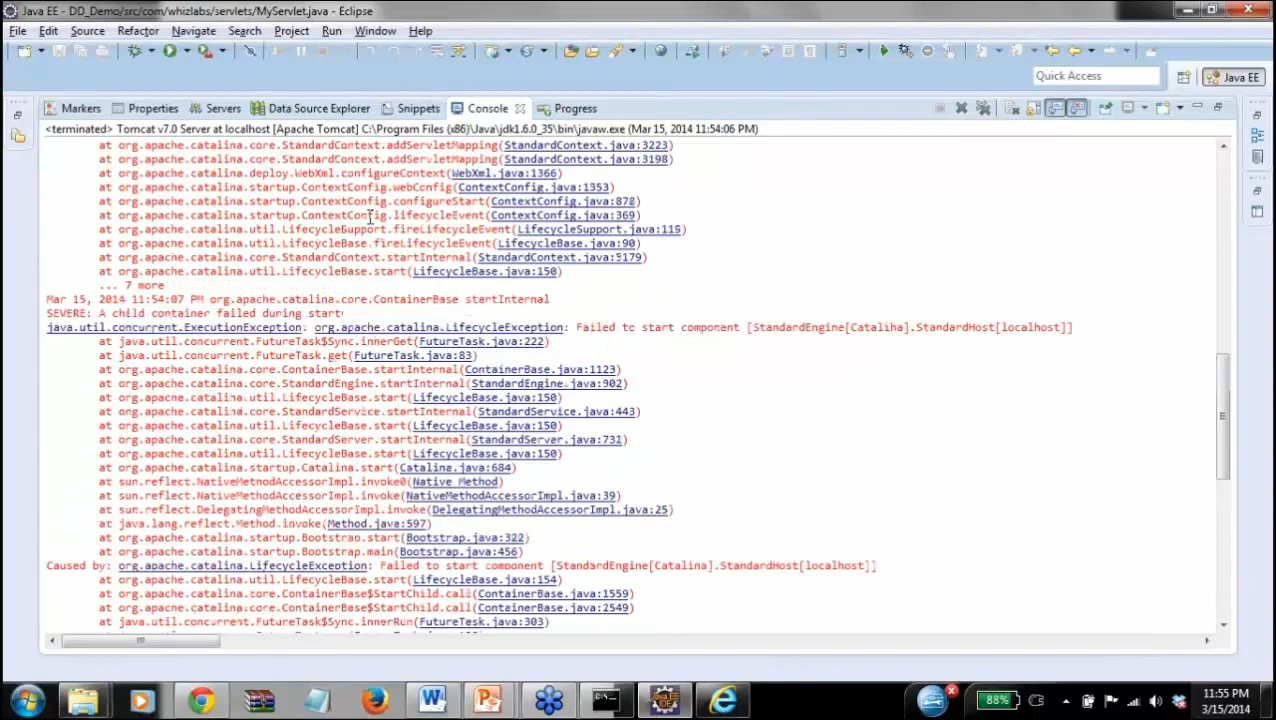 Java EE - DD_Demo/src/com/whizlabs/servlets/MyServlet.java - Eclipse
File Edit Source Refactor Navigate Search Project Run Window Help
Quick Access Java EE
Markers Properties Servers Data Source Explorer Snippets Console Progress
<terminated> Tomcat v7.0 Server at localhost [Apache Tomcat] C:\Program Files (x86)\Java\jdk1.6.0_35\bin\javaw.exe (Mar 15, 2014 11:54:06 PM)
at org.apache.catalina.core.StandardContext.addServletMapping(StandardContext.java:3223)
at org.apache.catalina.core.StandardContext.addServletMapping(StandardContext.java:3198)
at org.apache.catalina.deploy.WebXml.configureContext(WebXml.java:1366)
at org.apache.catalina.startup.ContextConfig.webConfig(ContextConfig.java:1353)
at org.apache.catalina.startup.ContextConfig.configureStart(ContextConfig.java:878)
at org.apache.catalina.startup.ContextConfig.lifecycleEvent(ContextConfig.java:369)
at org.apache.catalina.util.LifecycleSupport.fireLifecycleEvent(LifecycleSupport.java:119)
at org.apache.catalina.util.LifecycleBase.fireLifecycleEvent(LifecycleBase.java:90)
at org.apache.catalina.core.StandardContext.startInternal(StandardContext.java:5179)
at org.apache.catalina.util.LifecycleBase.start(LifecycleBase.java:150)
... 7 more
Mar 15, 2014 11:54:07 PM org.apache.catalina.core.ContainerBase startInternal
SEVERE: A child container failed during start
java.util.concurrent.ExecutionException: org.apache.catalina.LifecycleException: Failed to start component [StandardEngine[Catalina].StandardHost[localhost]]
at java.util.concurrent.FutureTask$Sync.innerGet(FutureTask.java:222)
at java.util.concurrent.FutureTask.get(FutureTask.java:83)
at org.apache.catalina.core.ContainerBase.startInternal(ContainerBase.java:1123)
at org.apache.catalina.core.StandardEngine.startInternal(StandardEngine.java:302)
at org.apache.catalina.util.LifecycleBase.start(LifecycleBase.java:150)
at org.apache.catalina.core.StandardService.startInternal(StandardService.java:443)
at org.apache.catalina.util.LifecycleBase.start(LifecycleBase.java:150)
at org.apache.catalina.core.StandardServer.startInternal(StandardServer.java:731)
at org.apache.catalina.util.LifecycleBase.start(LifecycleBase.java:150)
at org.apache.catalina.startup.Catalina.start(Catalina.java:684)
at sun.reflect.NativeMethodAccessorImpl.invoke0(Native Method)
at sun.reflect.NativeMethodAccessorImpl.invoke(NativeMethodAccessorImpl.java:39)
at sun.reflect.DelegatingMethodAccessorImpl.invoke(DelegatingMethodAccessorImpl.java:25)
at java.lang.reflect.Method.invoke(Method.java:597)
at org.apache.catalina.startup.Bootstrap.start(Bootstrap.java:322)
at org.apache.catalina.startup.Bootstrap.main(Bootstrap.java:456)
Caused by: org.apache.catalina.LifecycleException: Failed to start component [StandardEngine[Catalina].StandardHost[localhost]]
at org.apache.catalina.util.LifecycleBase.start(LifecycleBase.java:154)
at org.apache.catalina.core.ContainerBase$StartChild.call(ContainerBase.java:1559)
at org.apache.catalina.core.ContainerBase$StartChild.call(ContainerBase.java:2549)
at java.util.concurrent.FutureTask$Sync.innerRun(FutureTask.java:303)
88% 11:55 PM
3/15/2014